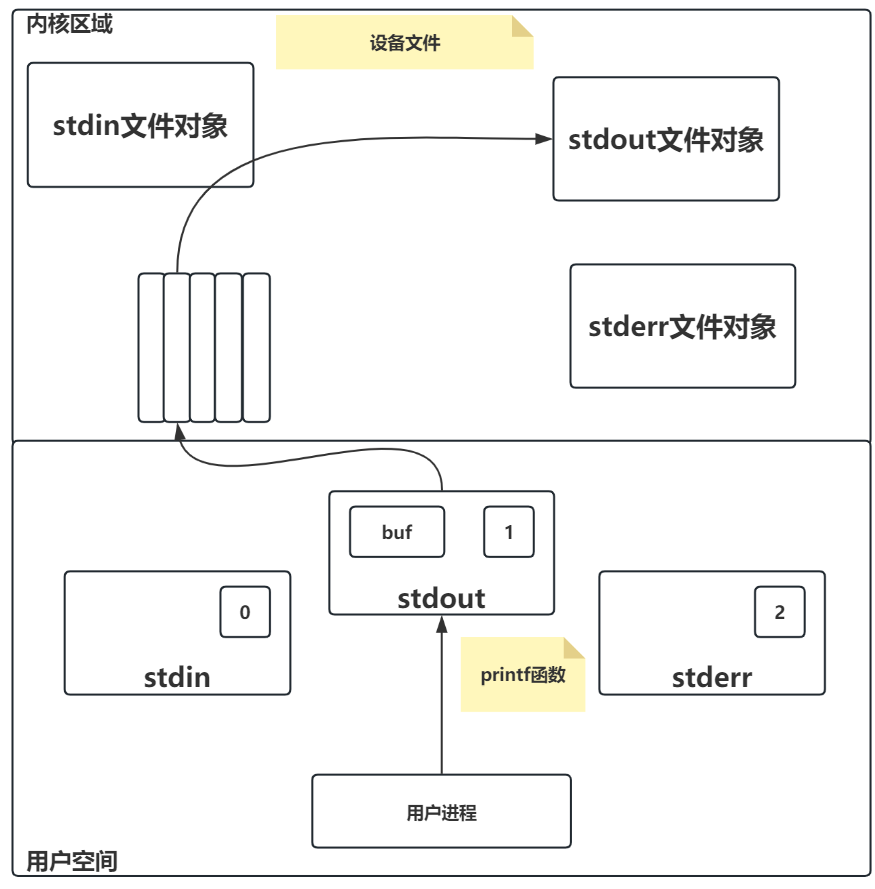 内核区域
设备文件
stdin文件对象
stdout文件对象
stderr文件对象
buf
1
stdout
0
stdin
2
stderr
printf函数
用户进程
用户空间